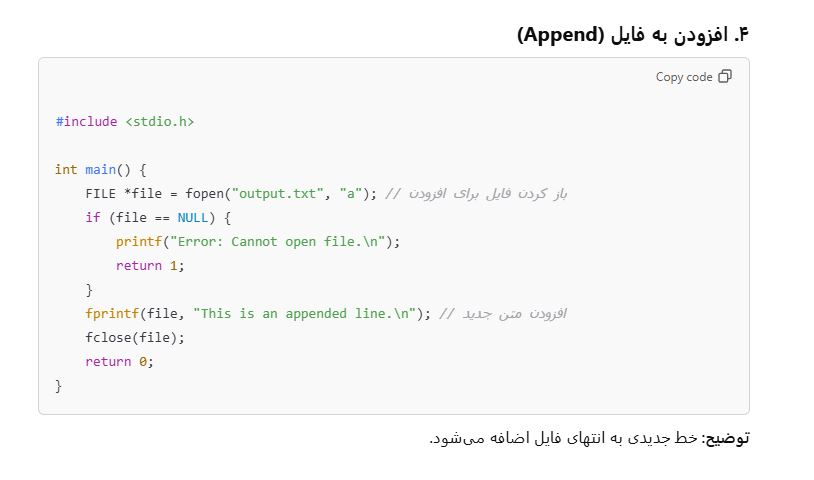 ۴. افزودن به فایل (Append)
Copy code
#include <stdio.h>
int main() {
    FILE *file = fopen("output.txt", "a"); // باز کردن فایل برای افزودن
    if (file == NULL) {
        printf("Error: Cannot open file.\n");
        return 1;
    }
    fprintf(file, "This is an appended line.\n"); // افزودن متن جدید
    fclose(file);
    return 0;
}
توضیح: خط جدیدی به انتهای فایل اضافه می‌شود.